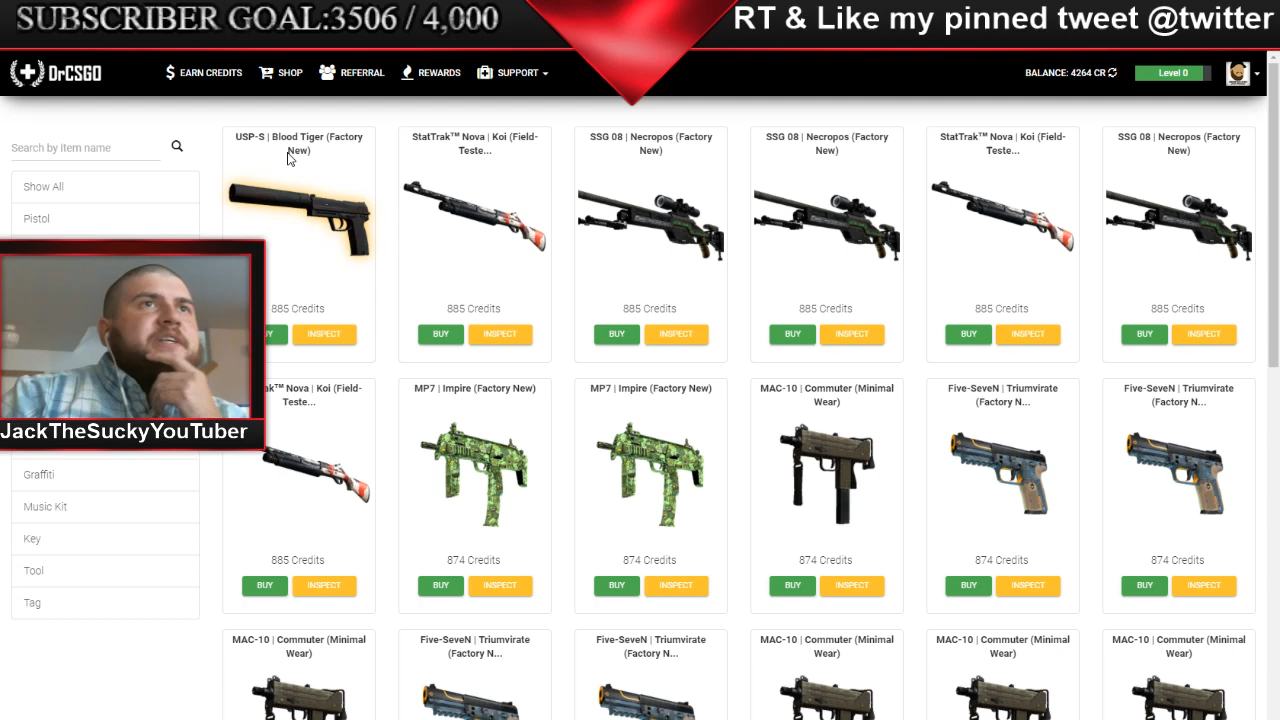 SUBSCRIBER GOAL:3506 / 4,000
RT & Like my pinned tweet @twitter
DrCSGO
EARN CREDITS
SHOP
REFERRAL
REWARDS
SUPPORT
BALANCE: 4264 CR
Level 0
Search by Item name
Show All
Pistol
JackTheSuckyYouTuber
Graffiti
Music Kit
Key
Tool
Tag
USP-S | Blood Tiger (Factory
New)
885 Credits
INSPECT
StatTrak™ Nova | Koi (Field-
Teste...
885 Credits
BUY
INSPECT
SSG 08 | Necropos (Factory
New)
885 Credits
BUY
INSPECT
SSG 08 | Necropos (Factory
New)
885 Credits
BUY
INSPECT
StatTrak™ Nova | Koi (Field-
Teste...
885 Credits
BUY
INSPECT
SSG 08 | Necropos (Factory
New)
885 Credits
BUY
INSPECT
Nova | Koi (Field-
Teste...
885 Credits
BUY
INSPECT
MP7 | Impire (Factory New)
874 Credits
BUY
INSPECT
MP7 | Impire (Factory New)
874 Credits
BUY
INSPECT
MAC-10 | Commuter (Minimal
Wear)
874 Credits
BUY
INSPECT
Five-SeveN | Triumvirate
(Factory N...
874 Credits
BUY
INSPECT
Five-SeveN | Triumvirate
(Factory N...
874 Credits
BUY
INSPECT
MAC-10 | Commuter (Minimal
Wear)
Five-SeveN | Triumvirate
(Factory N...
Five-SeveN | Triumvirate
(Factory N...
MAC-10 | Commuter (Minimal
Wear)
MAC-10 | Commuter (Minimal
Wear)
MAC-10 | Commuter (Minimal
Wear)